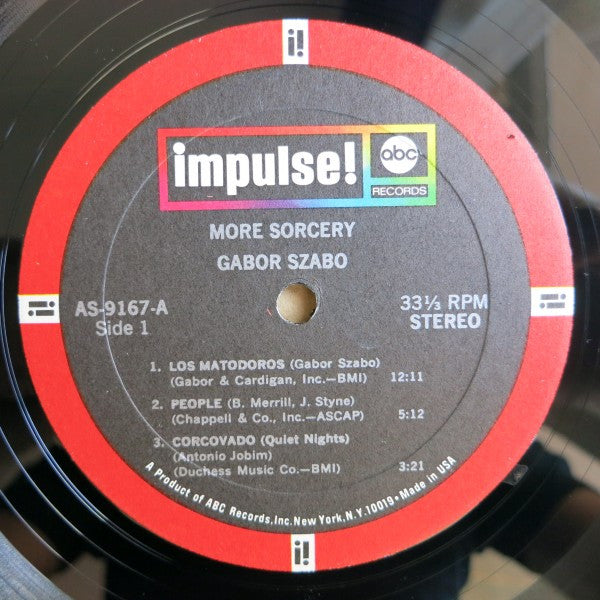 i!
impulse! abc
RECORDS
MORE SORCERY
GABOR SZABO
AS-9167-A 33⅓ RPM
Side 1 STEREO
1. LOS MATODOROS (Gabor Szabo)
(Gabor & Cardigan, Inc.—BMI) 12:11
2. PEOPLE (B. Merrill, J. Styne)
(Chappell & Co., Inc.—ASCAP) 5:12
3. CORCOVADO (Quiet Nights)
(Antonio Jobim)
(Duchess Music Co.—BMI) 3:21
A Product of ABC Records, Inc. New York, N.Y. 10019 • Made in USA
i!
i!
i!